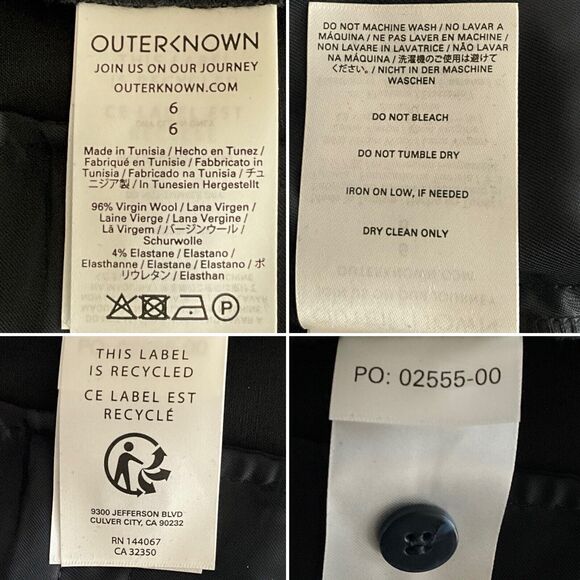 OUTERKNOWN
JOIN US ON OUR JOURNEY
OUTERKNOWN.COM
6
6
Made in Tunisia / Hecho en Tunez /
Fabriqué en Tunisie / Fabbricato in
Tunisia / Fabricado na Tunisia / チュ
ニジア製 / In Tunesien Hergestellt
96% Virgin Wool / Lana Virgen /
Laine Vierge / Lana Vergine /
Lã Virgem / バージンウール /
Schurwolle
4% Elastane / Elastano /
Elasthanne / Elastane / Elastano / ポ
リウレタン / Elasthan
P
DO NOT MACHINE WASH / NO LAVAR A
MÁQUINA / NE PAS LAVER EN MACHINE /
NON LAVARE IN LAVATRICE / NÃO LAVAR
NA MÁQUINA / 洗濯機のご使用は避けて
ください。/ NICHT IN DER MASCHINE
WASCHEN
DO NOT BLEACH
DO NOT TUMBLE DRY
IRON ON LOW, IF NEEDED
DRY CLEAN ONLY
THIS LABEL
IS RECYCLED
CE LABEL EST
RECYCLÉ
9300 JEFFERSON BLVD
CULVER CITY, CA 90232
RN 144067
CA 32350
PO: 02555-00